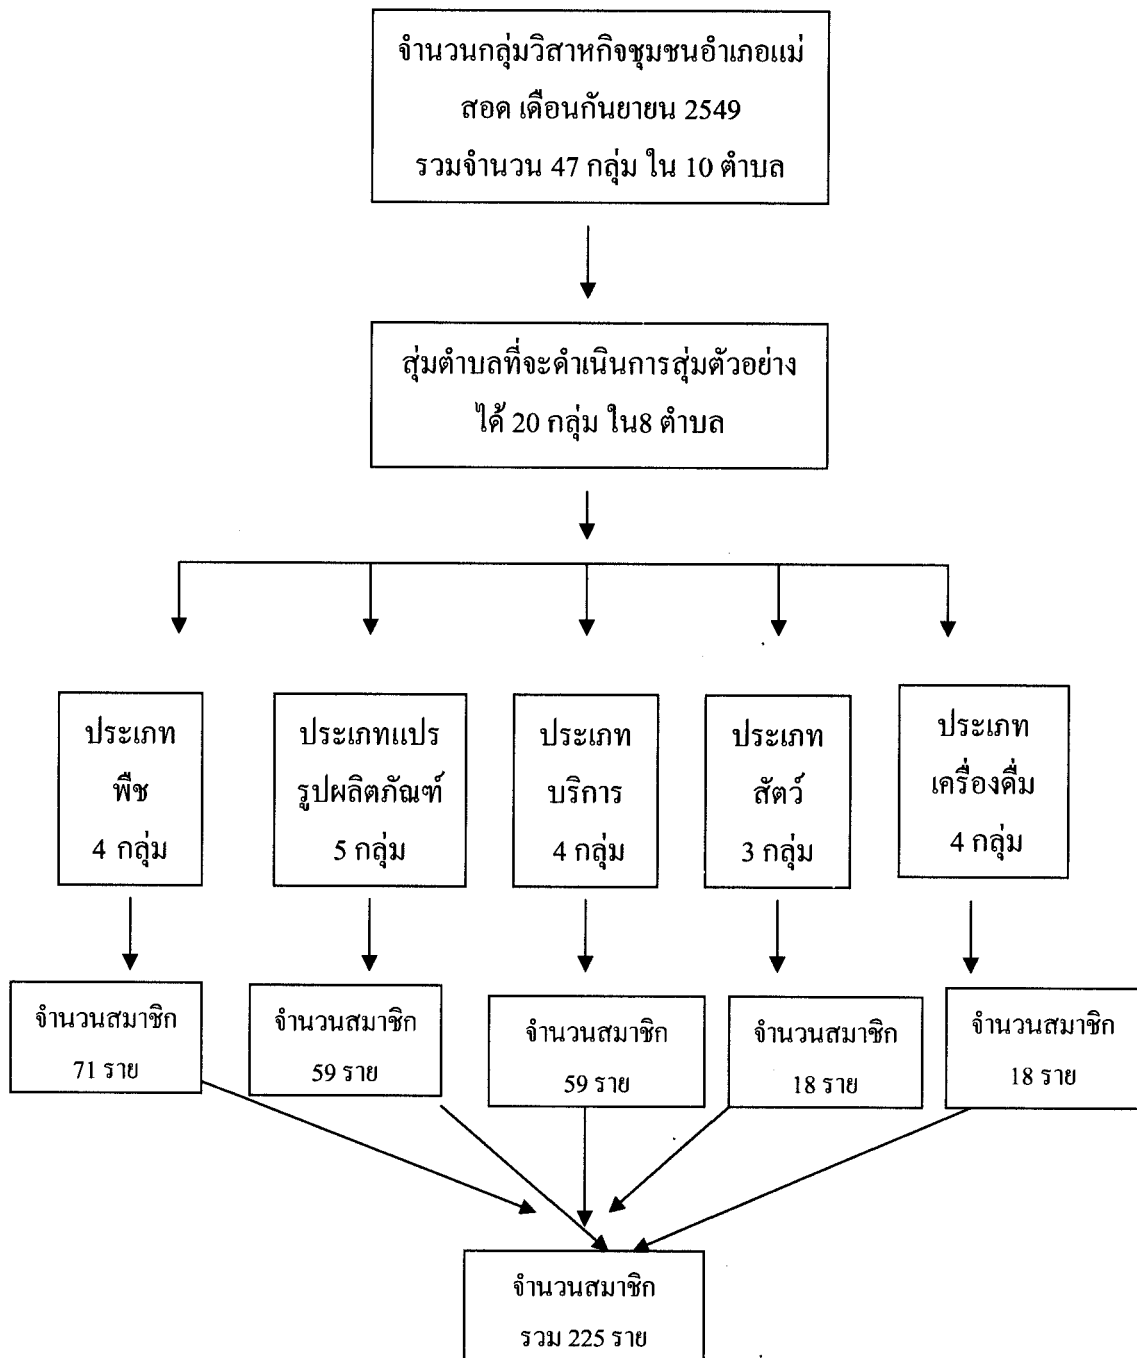 จำนวนกลุ่มวิสาหกิจชุมชนอำเภอแม่
สอด เดือนกันยายน 2549
รวมจำนวน 47 กลุ่ม ใน 10 ตำบล
สุ่มตำบลที่จะดำเนินการสุ่มตัวอย่าง
ได้ 20 กลุ่ม ใน8 ตำบล
ประเภท
พืช
4 กลุ่ม
ประเภทแปร
รูปผลิตภัณฑ์
5 กลุ่ม
ประเภท
บริการ
4 กลุ่ม
ประเภท
สัตว์
3 กลุ่ม
ประเภท
เครื่องดื่ม
4 กลุ่ม
จำนวนสมาชิก
71 ราย
จำนวนสมาชิก
59 ราย
จำนวนสมาชิก
59 ราย
จำนวนสมาชิก
18 ราย
จำนวนสมาชิก
18 ราย
จำนวนสมาชิก
รวม 225 ราย